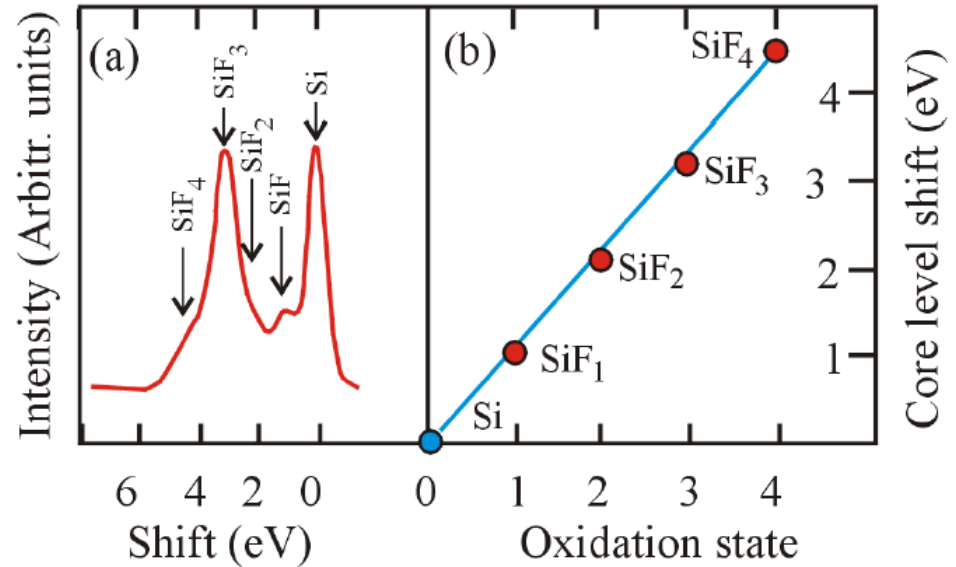 Intensity (Arbitr. units)
(a)
SiF₄
SiF₃
SiF₂
SiF
Si
6 4 2 0
Shift (eV)
(b)
SiF₄
SiF₃
SiF₂
SiF₁
Si
0 1 2 3 4
Oxidation state
4
3
2
1
Core level shift (eV)